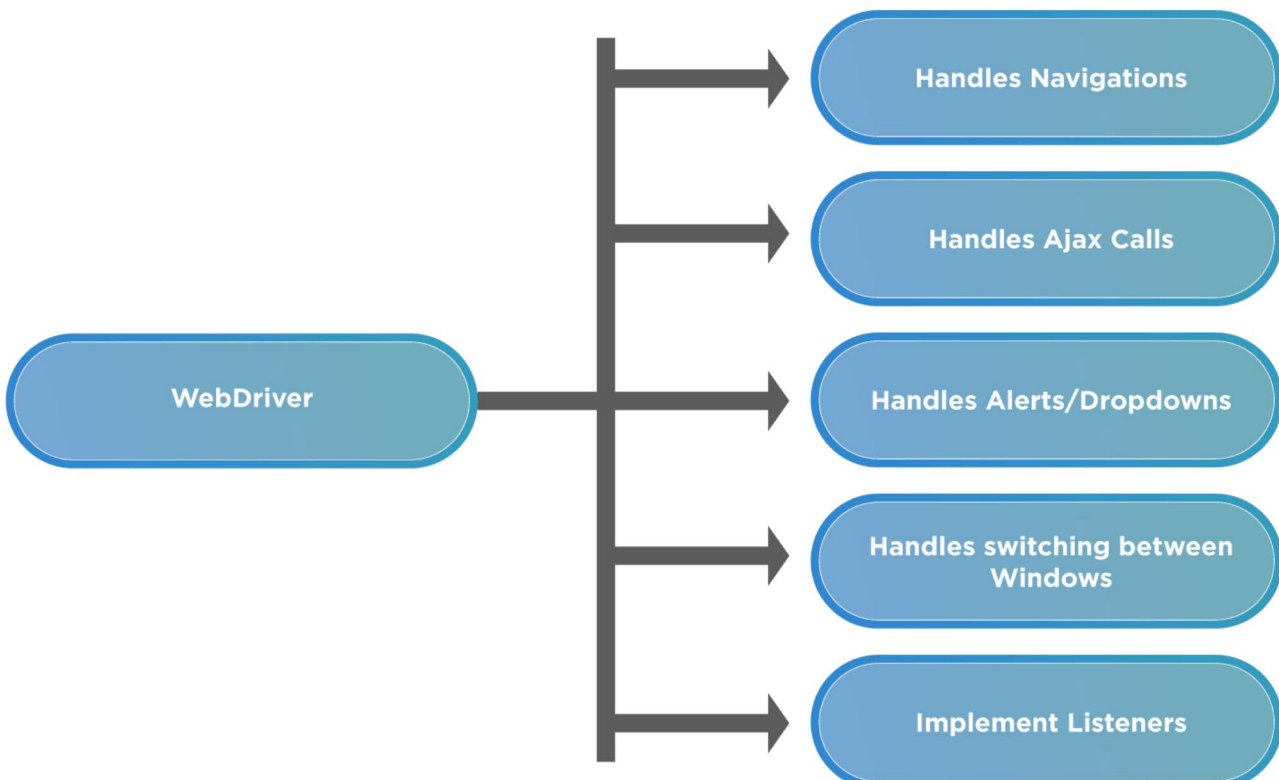 Handles Navigations
Handles Ajax Calls
WebDriver
Handles Alerts/Dropdowns
Handles switching between
Windows
Implement Listeners